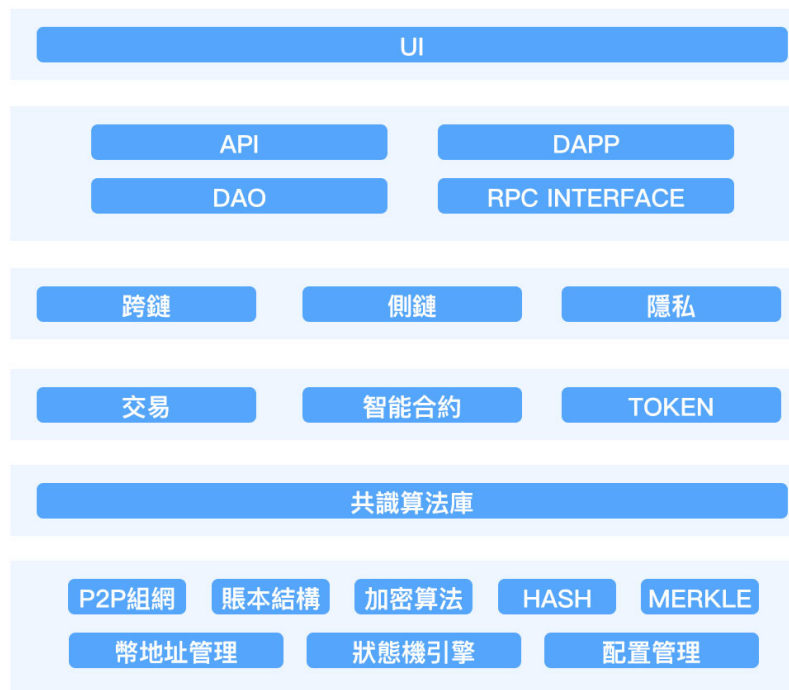 UI
API
DAPP
DAO
RPC INTERFACE
跨鏈
側鏈
隱私
交易
智能合約
TOKEN
共識算法庫
P2P組網
賬本結構
加密算法
HASH
MERKLE
幣地址管理
狀態機引擎
配置管理